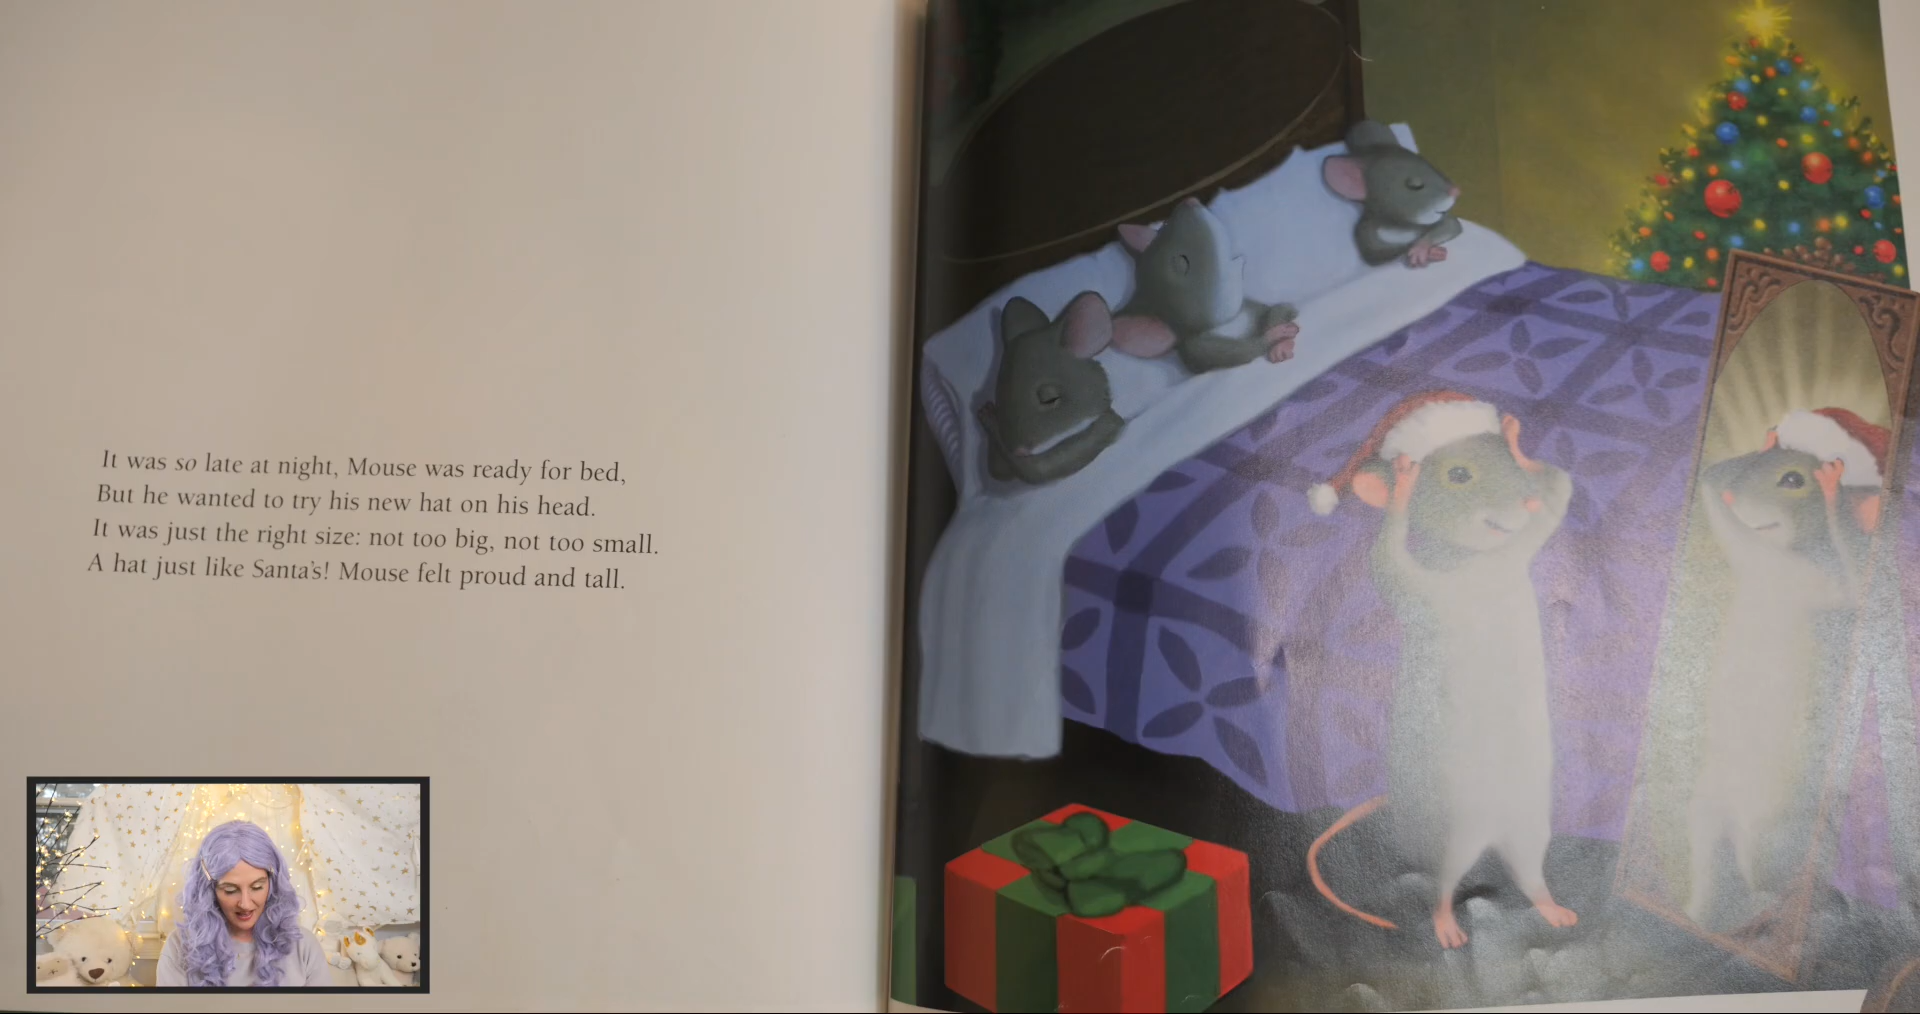 It was so late at night, Mouse was ready for bed,
But he wanted to try his new hat on his head.
It was just the right size: not too big, not too small.
A hat just like Santa's! Mouse felt proud and tall.